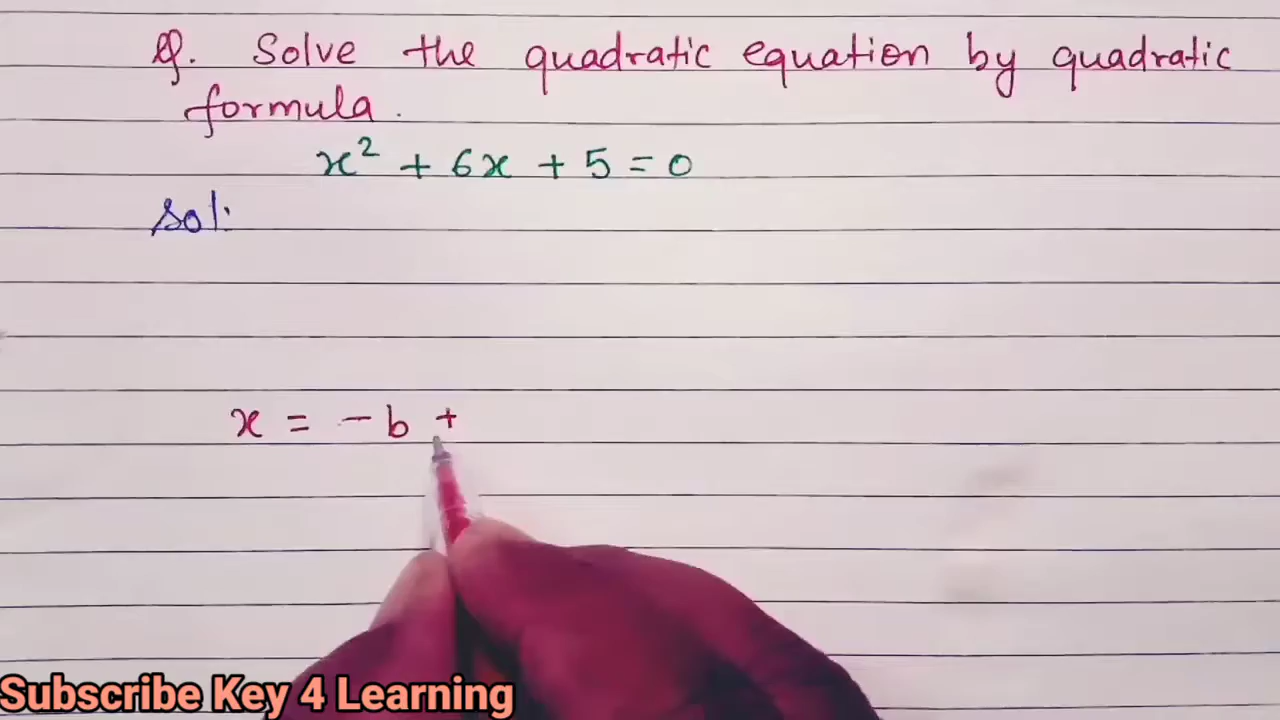 Q. Solve the quadratic equation by quadratic
formula.
x² + 6x + 5 = 0
Sol:
x = - b +
Subscribe Key 4 Learning